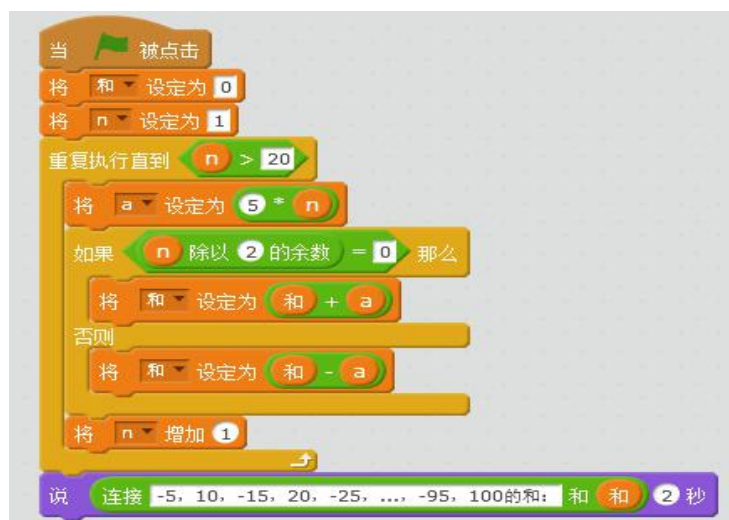 当 被点击
将 和 设定为 0
将 n 设定为 1
重复执行直到 n > 20
将 a 设定为 5 * n
如果 n 除以 2 的余数 = 0 那么
将 和 设定为 和 + a
否则
将 和 设定为 和 - a
将 n 增加 1
说 连接 -5，10，-15，20，-25，...，-95，100的和： 和 和 2 秒